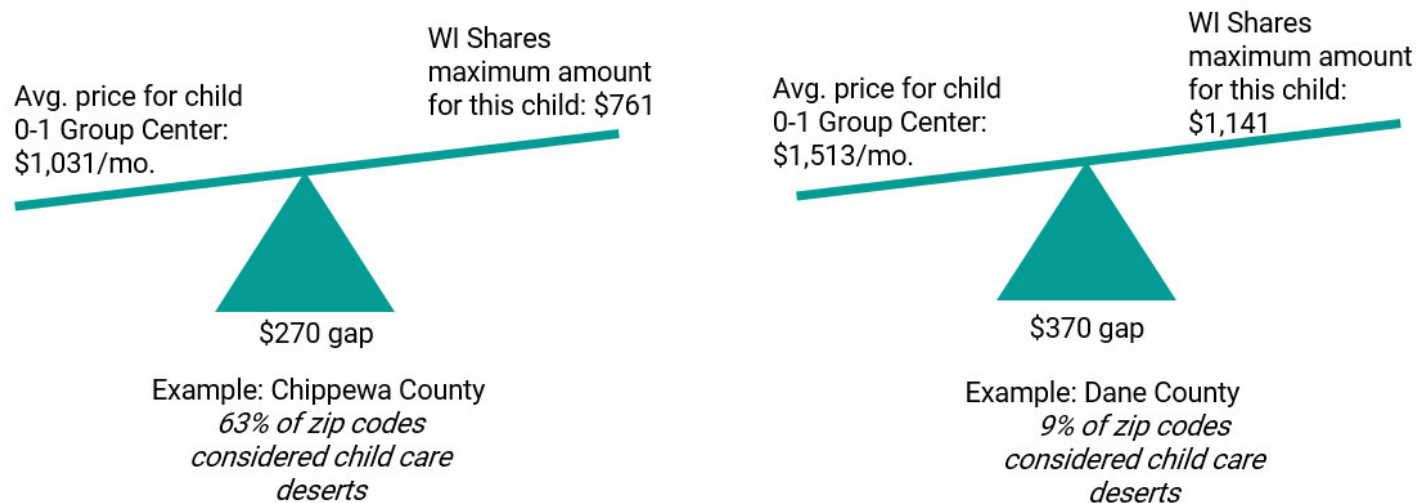 Avg. price for child
0-1 Group Center:
$1,031/mo.
WI Shares
maximum amount
for this child: $761
$270 gap
Example: Chippewa County
63% of zip codes
considered child care
deserts
Avg. price for child
0-1 Group Center:
$1,513/mo.
WI Shares
maximum amount
for this child:
$1,141
$370 gap
Example: Dane County
9% of zip codes
considered child care
deserts